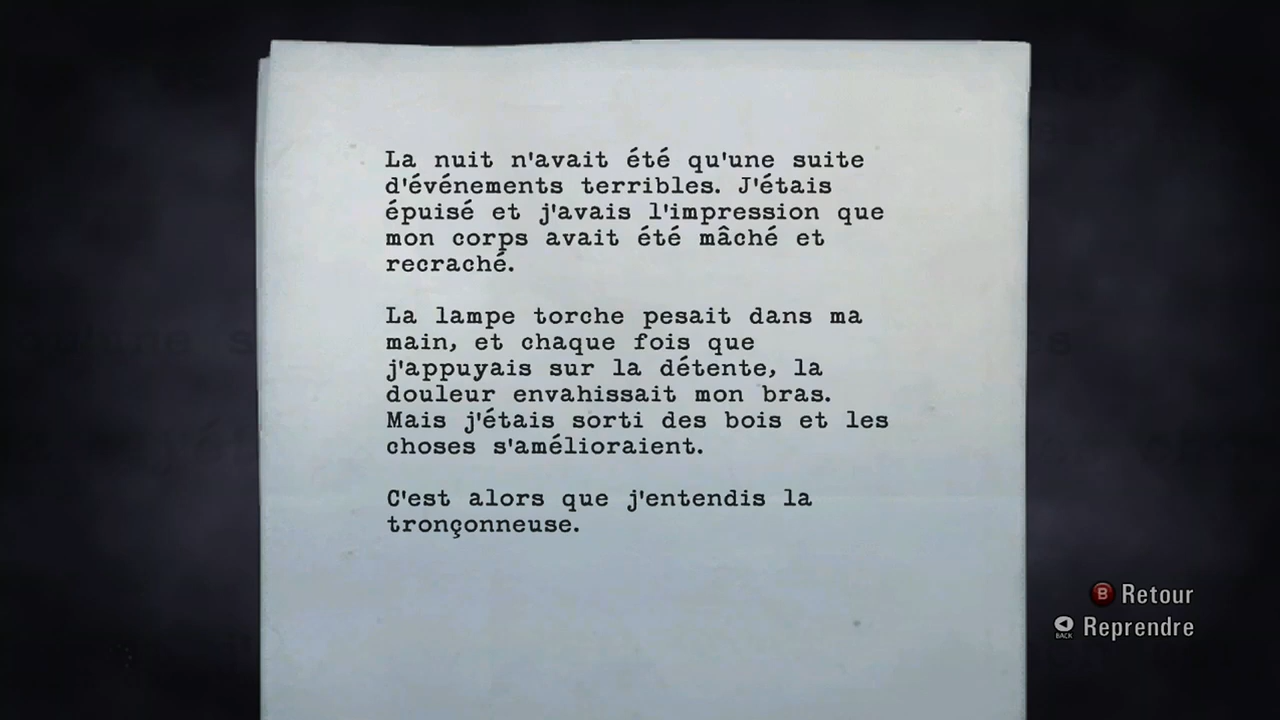 La nuit n'avait été qu'une suite
d'événements terribles. J'étais
épuisé et j'avais l'impression que
mon corps avait été mâché et
recraché.
La lampe torche pesait dans ma
main, et chaque fois que
j'appuyais sur la détente, la
douleur envahissait mon bras.
Mais j'étais sorti des bois et les
choses s'amélioraient.
C'est alors que j'entendis la
tronçonneuse.
B Retour
BACK Reprendre